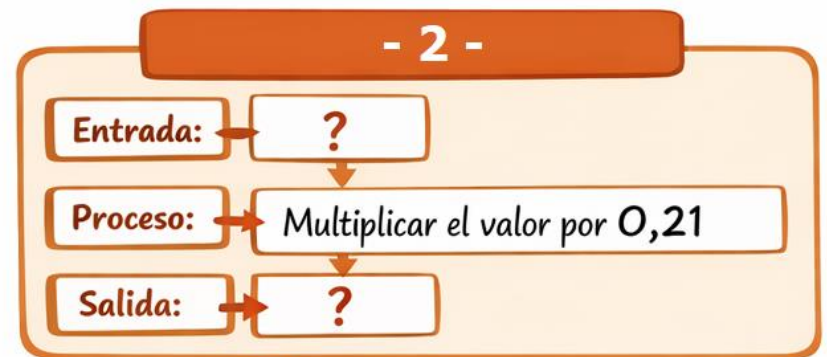 - 2 -
Entrada: ?
Proceso: Multiplicar el valor por 0,21
Salida: ?